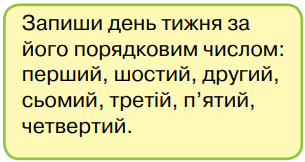 Запиши день тижня за
його порядковим числом:
перший, шостий, другий,
сьомий, третій, п’ятий,
четвертий.